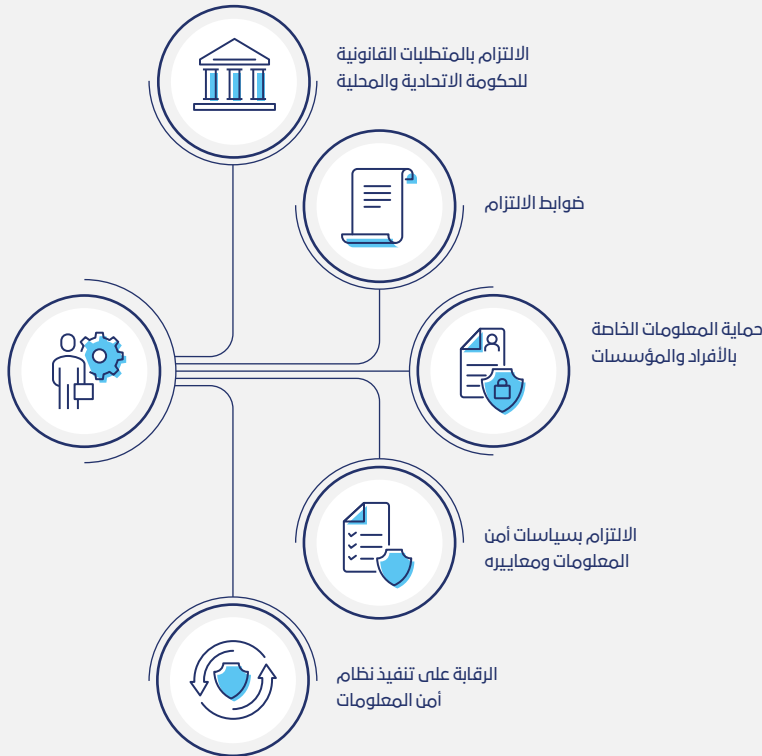 الالتزام بالمتطلبات القانونية
للحكومة الاتحادية والمحلية
ضوابط الالتزام
حماية المعلومات الخاصة
بالأفراد والمؤسسات
الالتزام بسياسات أمن
المعلومات ومعاييره
الرقابة على تنفيذ نظام
أمن المعلومات